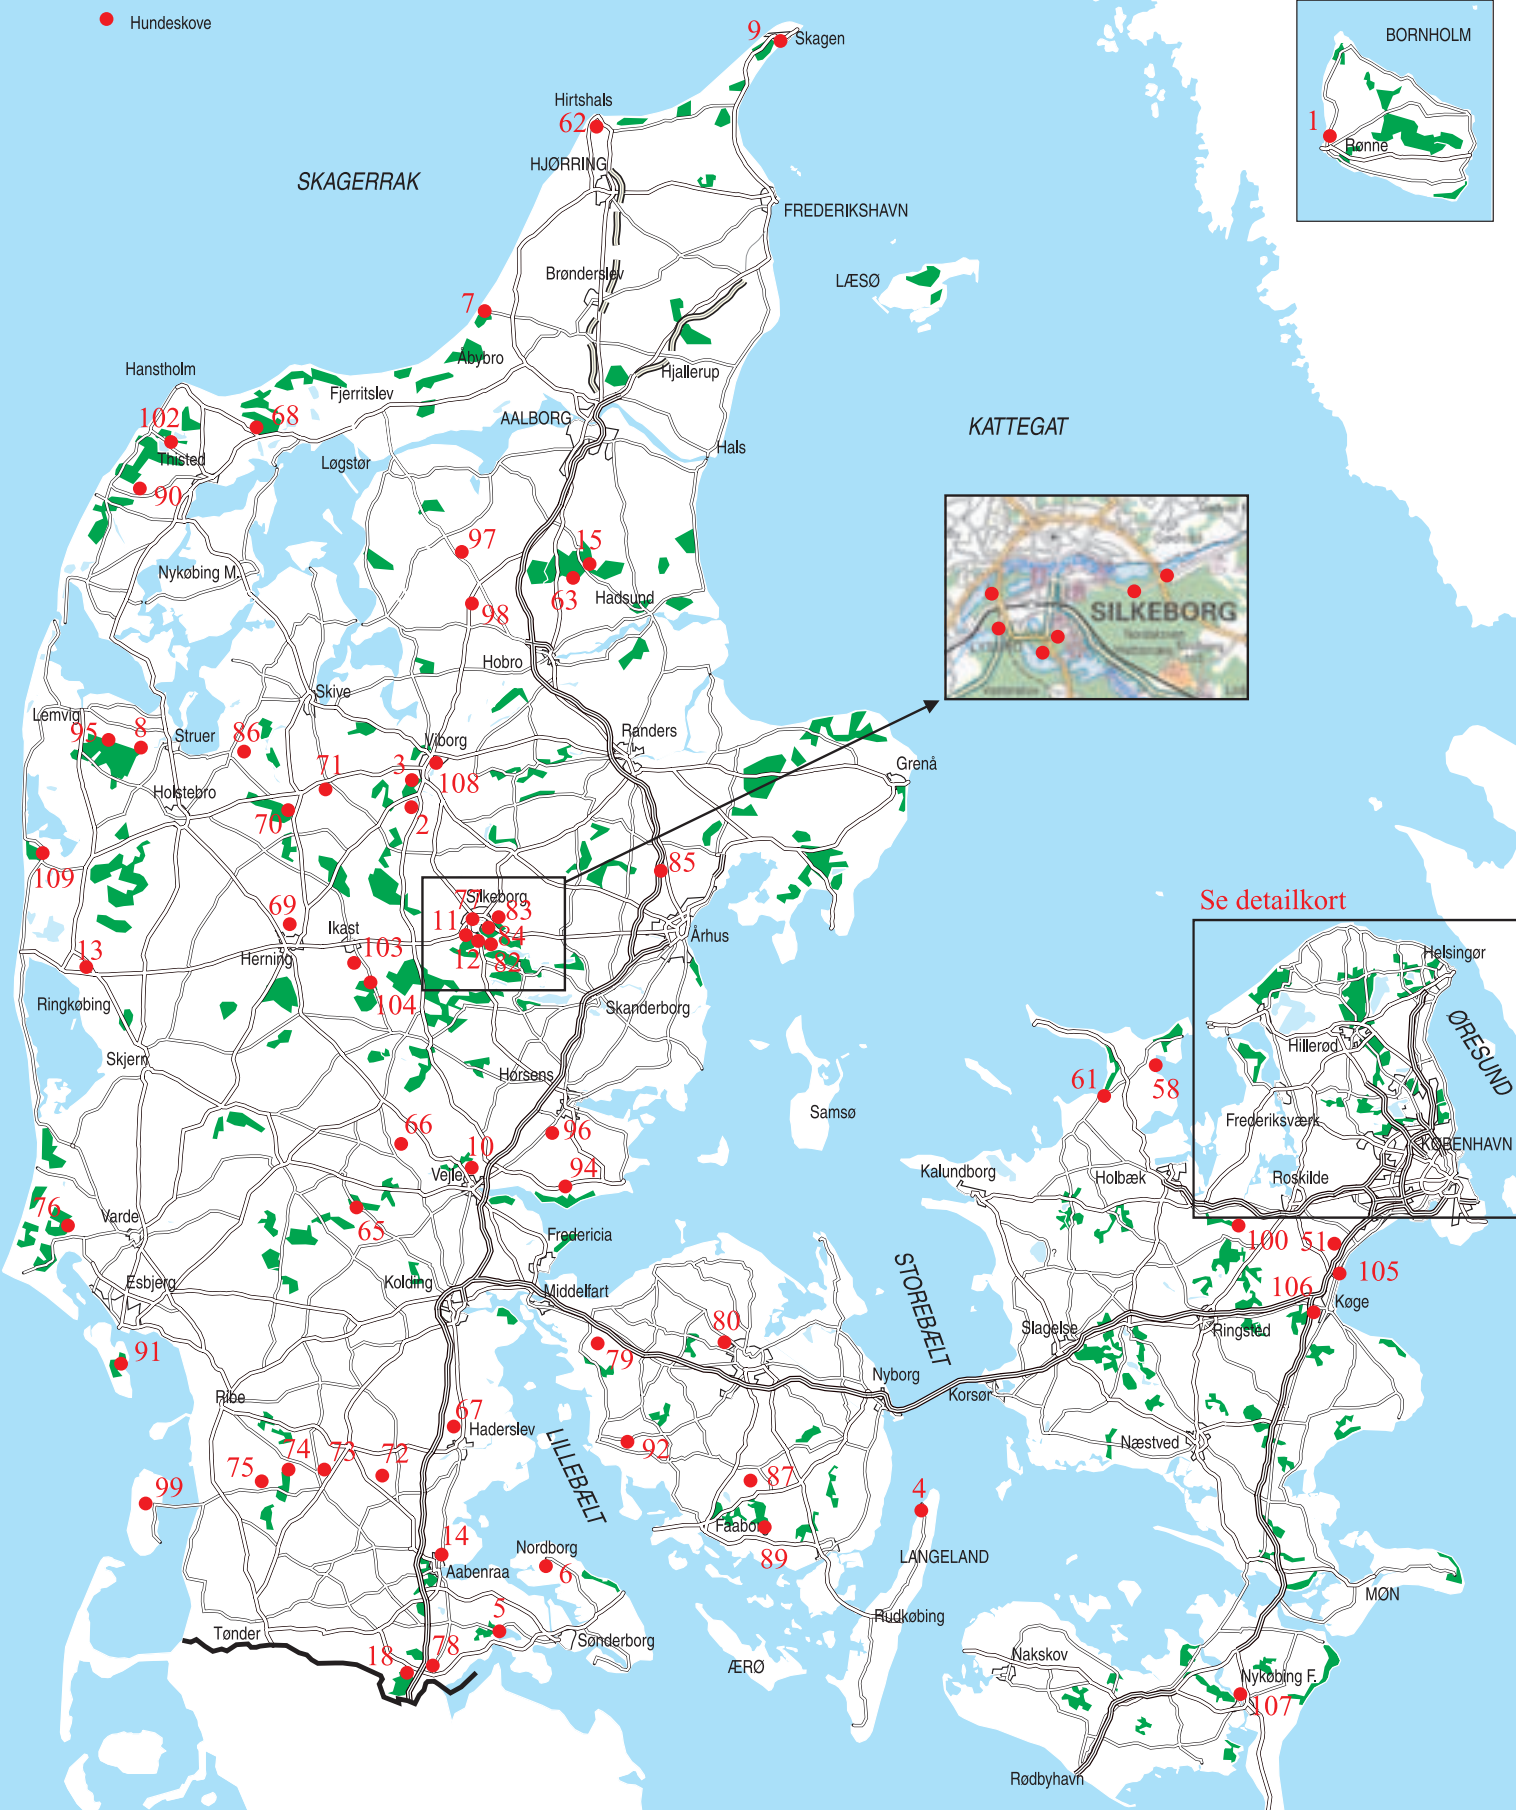 Hundeskove
9
Skagen
BORNHOLM
Hirtshals
62
1
Rønne
HJØRRING
SKAGERRAK
FREDERIKSHAVN
Brønderslev
LÆSØ
7
Åbybro
Hanstholm
Hjallerup
Fjerritslev
102
68
AALBORG
KATTEGAT
Thisted
Løgstør
Hals
90
97
15
Nykøbing M.
63
Hadsund
98
SILKEBORG
Hobro
Skive
Lemvig
95
8
Struer
86
Viborg
Randers
71
3
108
Grenå
Holstebro
70
2
109
85
77
Silkeborg
Se detailkort
69
11
83
Ikast
84
Århus
13
Herning
103
12
82
Helsingør
104
Ringkøbing
Skanderborg
ØRESUND
Hillerød
Skjern
Hørsens
61
58
Samsø
Frederiksværk
66
96
KØBENHAVN
10
94
Vejle
Kalundborg
Holbæk
Roskilde
76
Varde
65
Fredericia
100
51
STOREBÆLT
Esbjerg
Kolding
Middelfart
105
106
Køge
80
Slagelse
Ringsted
91
79
Nyborg
Korsør
Ribe
67
Haderslev
LILLEBÆLT
92
Næstved
74
73
72
75
87
99
4
Faaborg
14
Nordborg
89
LANGELAND
Aabenraa
6
MØN
5
Rudkøbing
Tønder
Sønderborg
18
78
ÆRØ
Nakskov
Nykøbing F.
107
Rødbyhavn